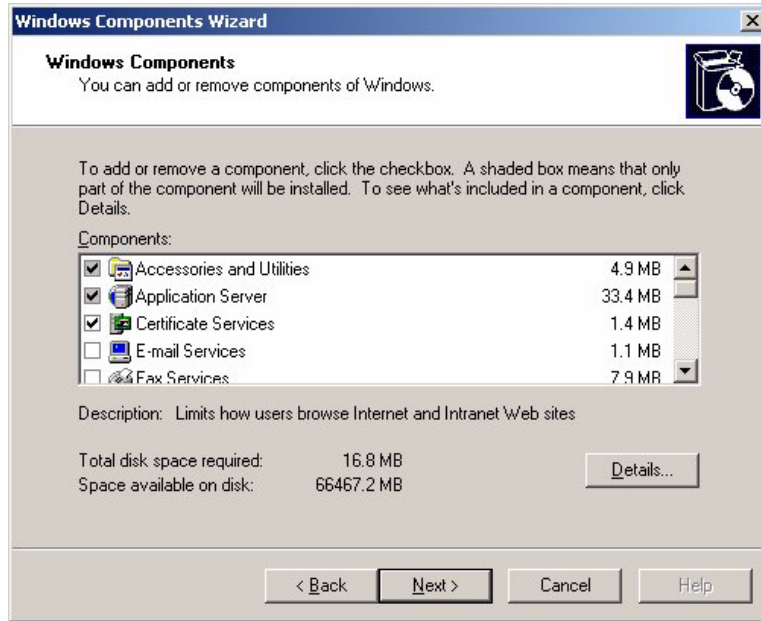 Windows Components Wizard
Windows Components
You can add or remove components of Windows.
To add or remove a component, click the checkbox. A shaded box means that only
part of the component will be installed. To see what's included in a component, click
Details.
Components:
Accessories and Utilities 4.9 MB
Application Server 33.4 MB
Certificate Services 1.4 MB
E-mail Services 1.1 MB
Fax Services 7.9 MB
Description: Limits how users browse Internet and Intranet Web sites
Total disk space required: 16.8 MB
Space available on disk: 66467.2 MB
Details...
< Back Next > Cancel Help